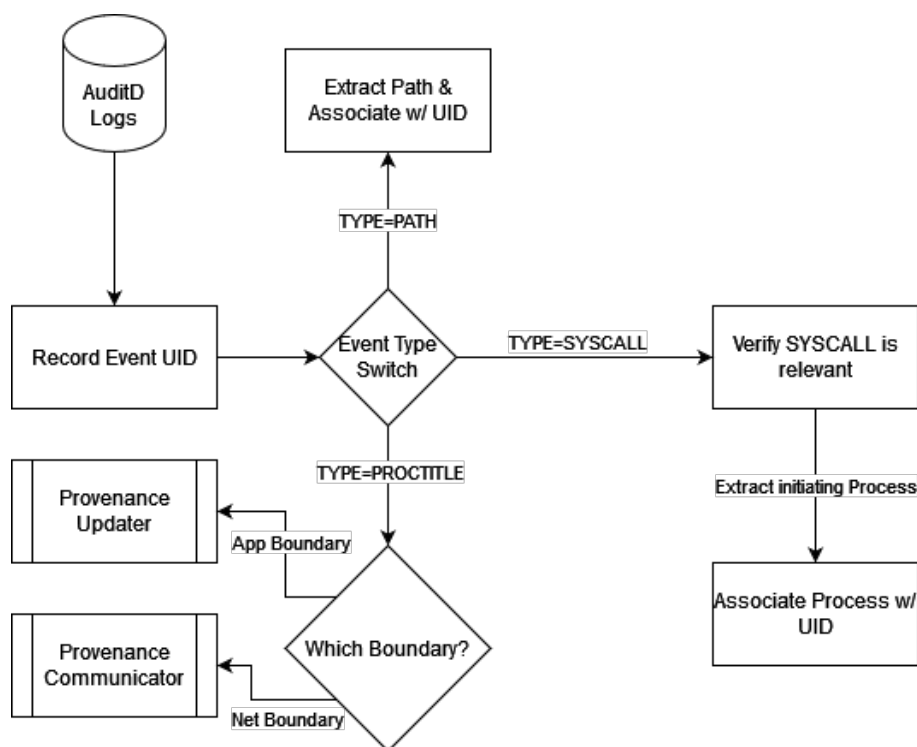 AuditD
Logs
Extract Path &
Associate w/ UID
TYPE=PATH
Record Event UID
Event Type
Switch
TYPE=SYSCALL
Verify SYSCALL is
relevant
TYPE=PROCTITLE
Extract initiating Process
Provenance
Updater
App Boundary
Associate Process w/
UID
Which Boundary?
Provenance
Communicator
Net Boundary